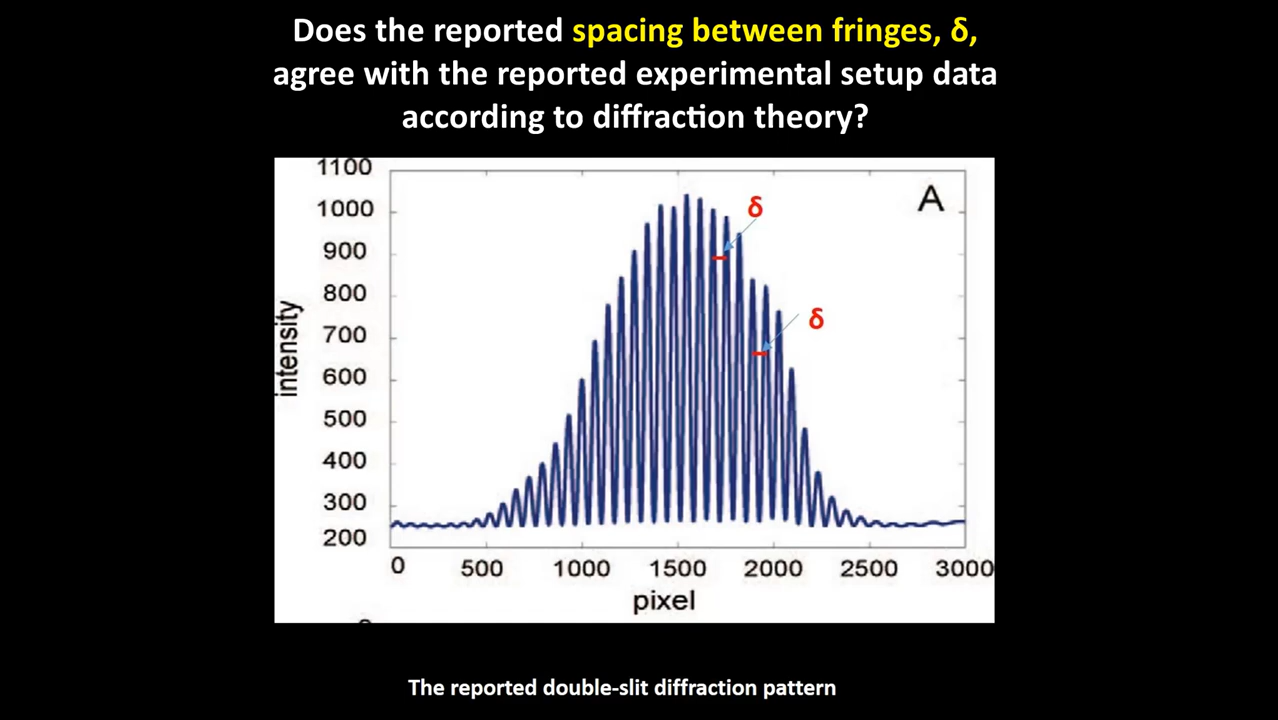 Does the reported spacing between fringes, δ,
agree with the reported experimental setup data
according to diffraction theory?
1100
1000
900
800
700
600
500
400
300
200
intensity
A
δ
δ
0 500 1000 1500 2000 2500 3000
pixel
The reported double-slit diffraction pattern